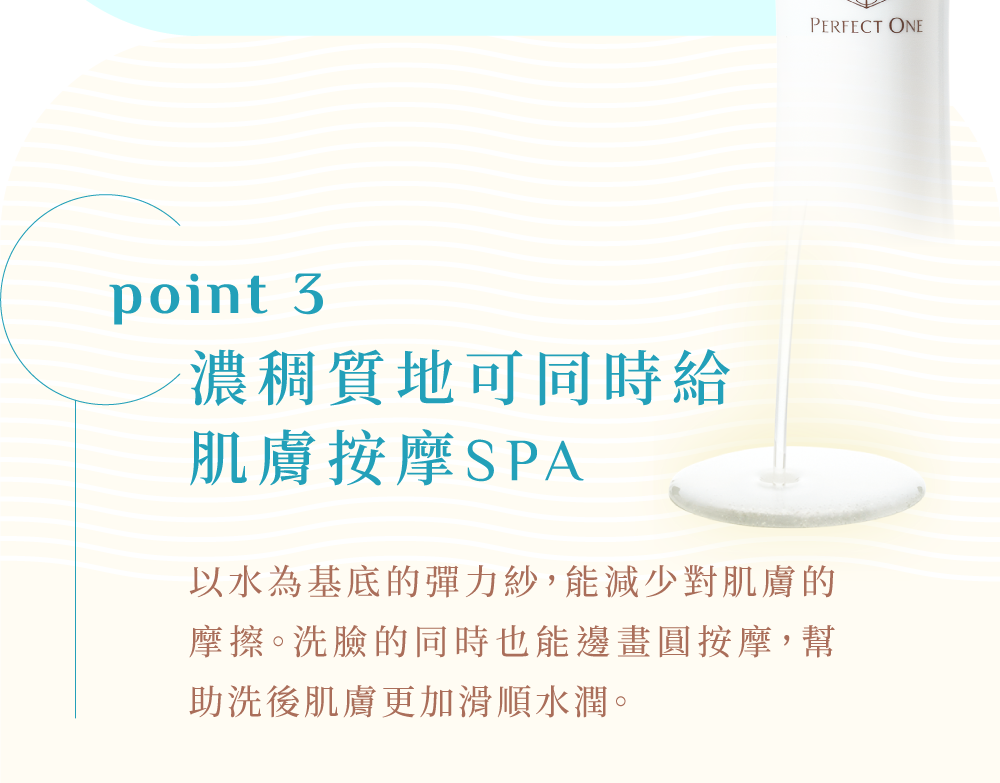 PERFECT ONE
point 3
濃稠質地可同時給
肌膚按摩SPA
以水為基底的彈力紗，能減少對肌膚的
摩擦。洗臉的同時也能邊畫圓按摩，幫
助洗後肌膚更加滑順水潤。